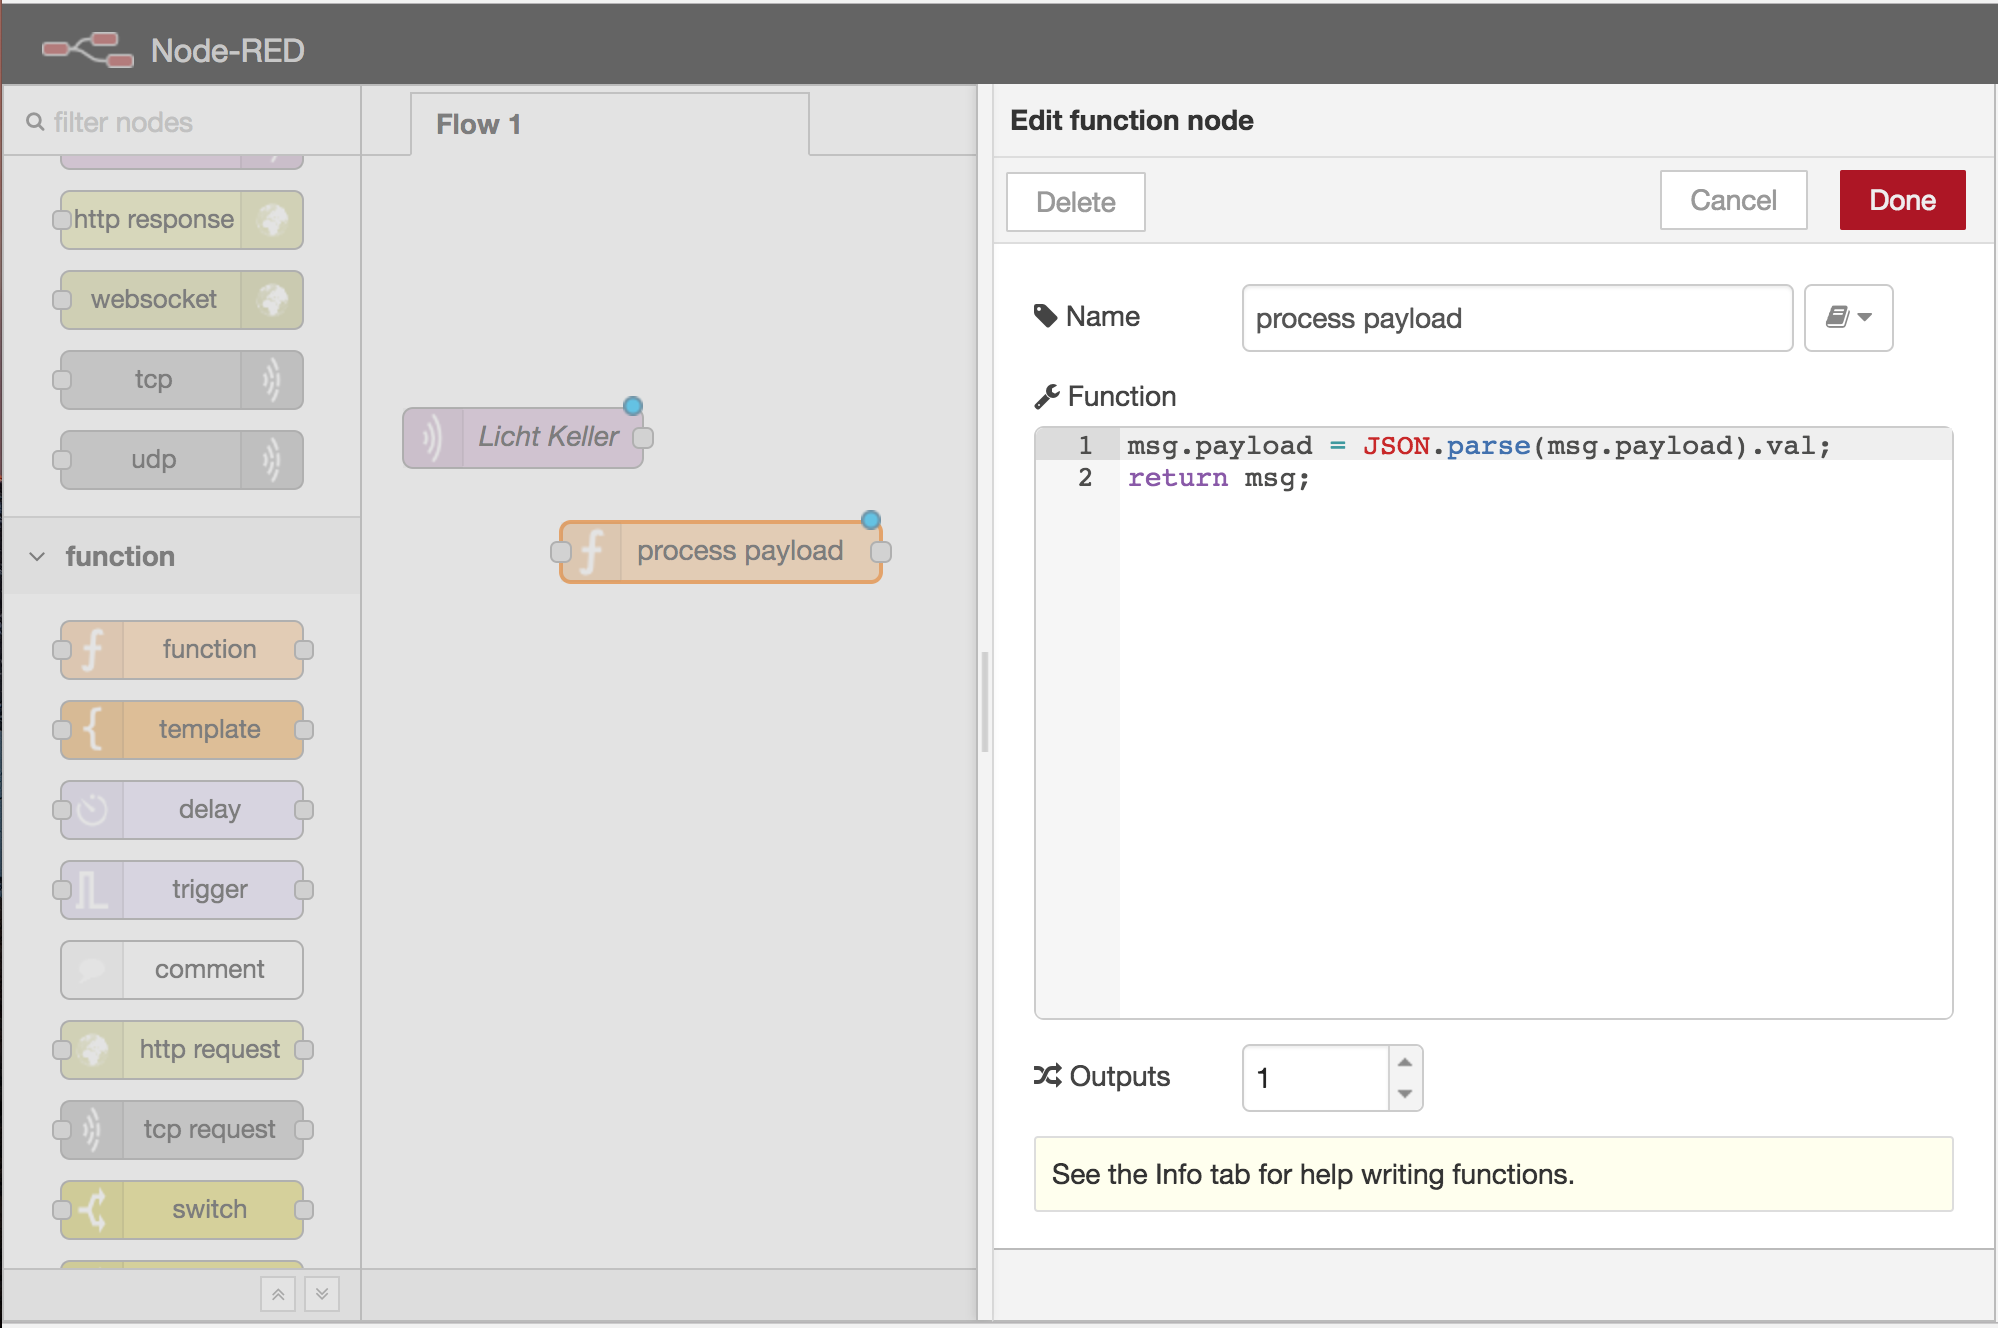 Node-RED
filter nodes
http response
websocket
tcp
udp
function
function
template
delay
trigger
comment
http request
tcp request
switch
Flow 1
Licht Keller
process payload
Edit function node
Delete
Cancel
Done
Name
process payload
Function
1 msg.payload = JSON.parse(msg.payload).val;
2 return msg;
Outputs
1
See the Info tab for help writing functions.